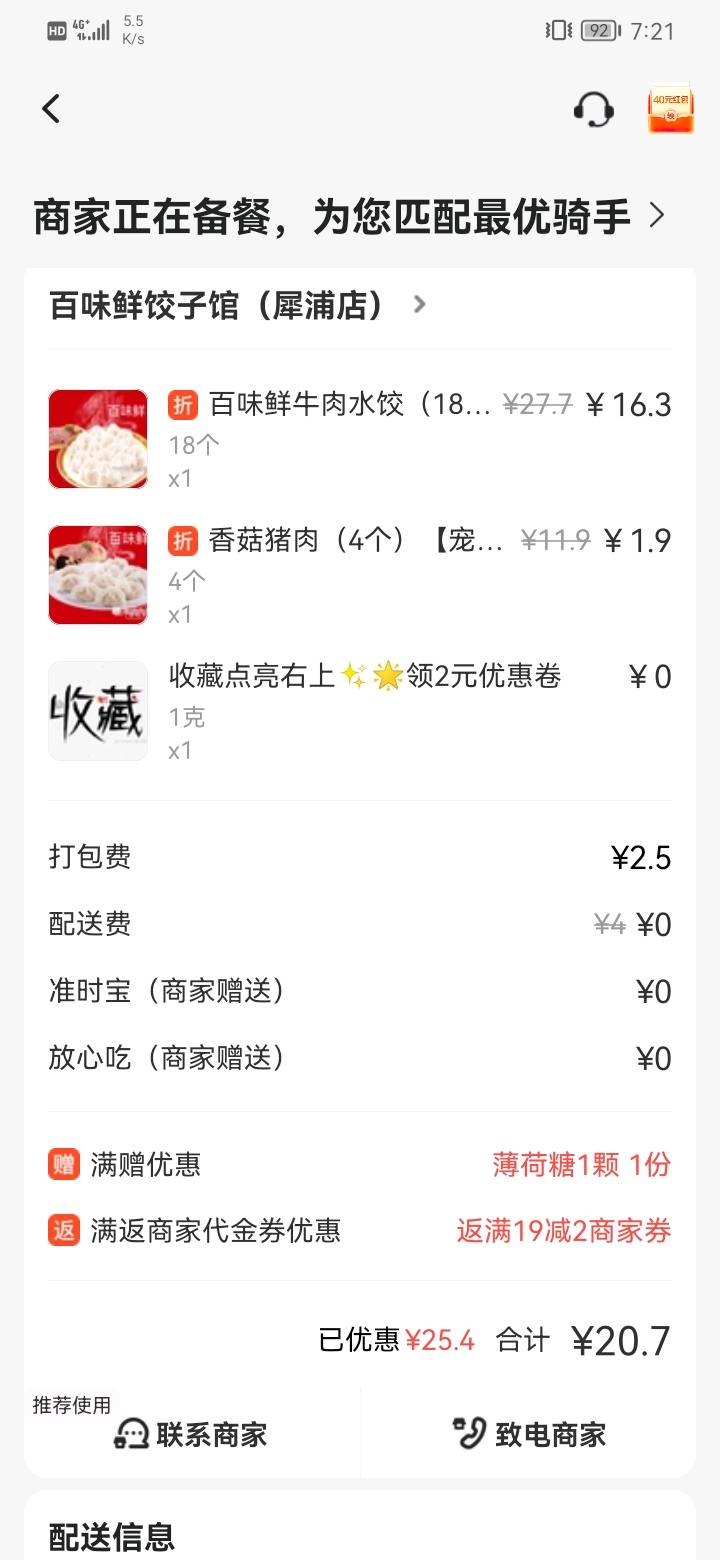 HD 4G+ 5.5 K/s 92 7:21
40元红包
商家正在备餐，为您匹配最优骑手
百味鲜饺子馆（犀浦店）
百味鲜
折 百味鲜牛肉水饺（18... ¥27.7 ¥16.3
18个
x1
百味鲜
折 香菇猪肉（4个）【宠... ¥11.9 ¥1.9
4个
x1
收藏
收藏点亮右上✨🌟领2元优惠卷 ¥0
1克
x1
打包费 ¥2.5
配送费 ¥4 ¥0
准时宝（商家赠送） ¥0
放心吃（商家赠送） ¥0
赠 满赠优惠 薄荷糖1颗 1份
返 满返商家代金券优惠 返满19减2商家券
已优惠¥25.4 合计 ¥20.7
推荐使用
联系商家 致电商家
配送信息